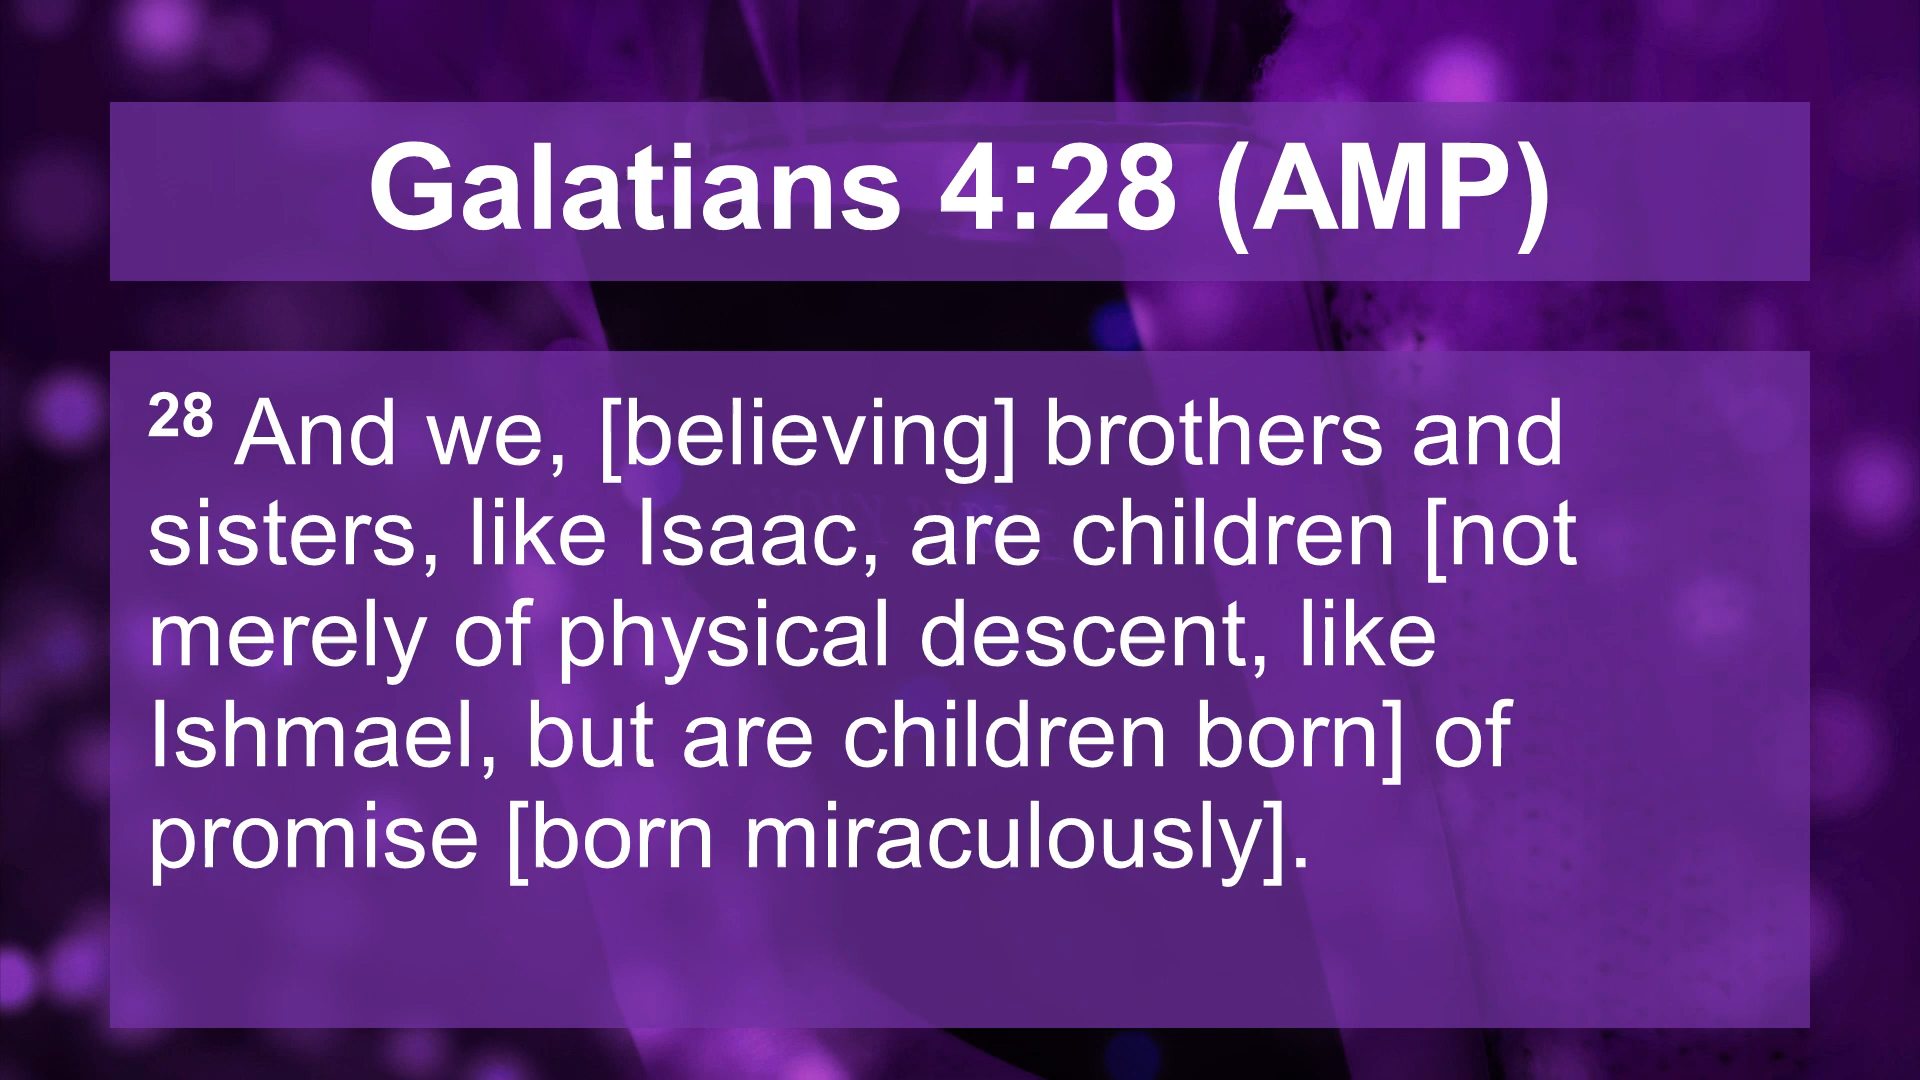 Galatians 4:28 (AMP)
28 And we, [believing] brothers and
sisters, like Isaac, are children [not
merely of physical descent, like
Ishmael, but are children born] of
promise [born miraculously].